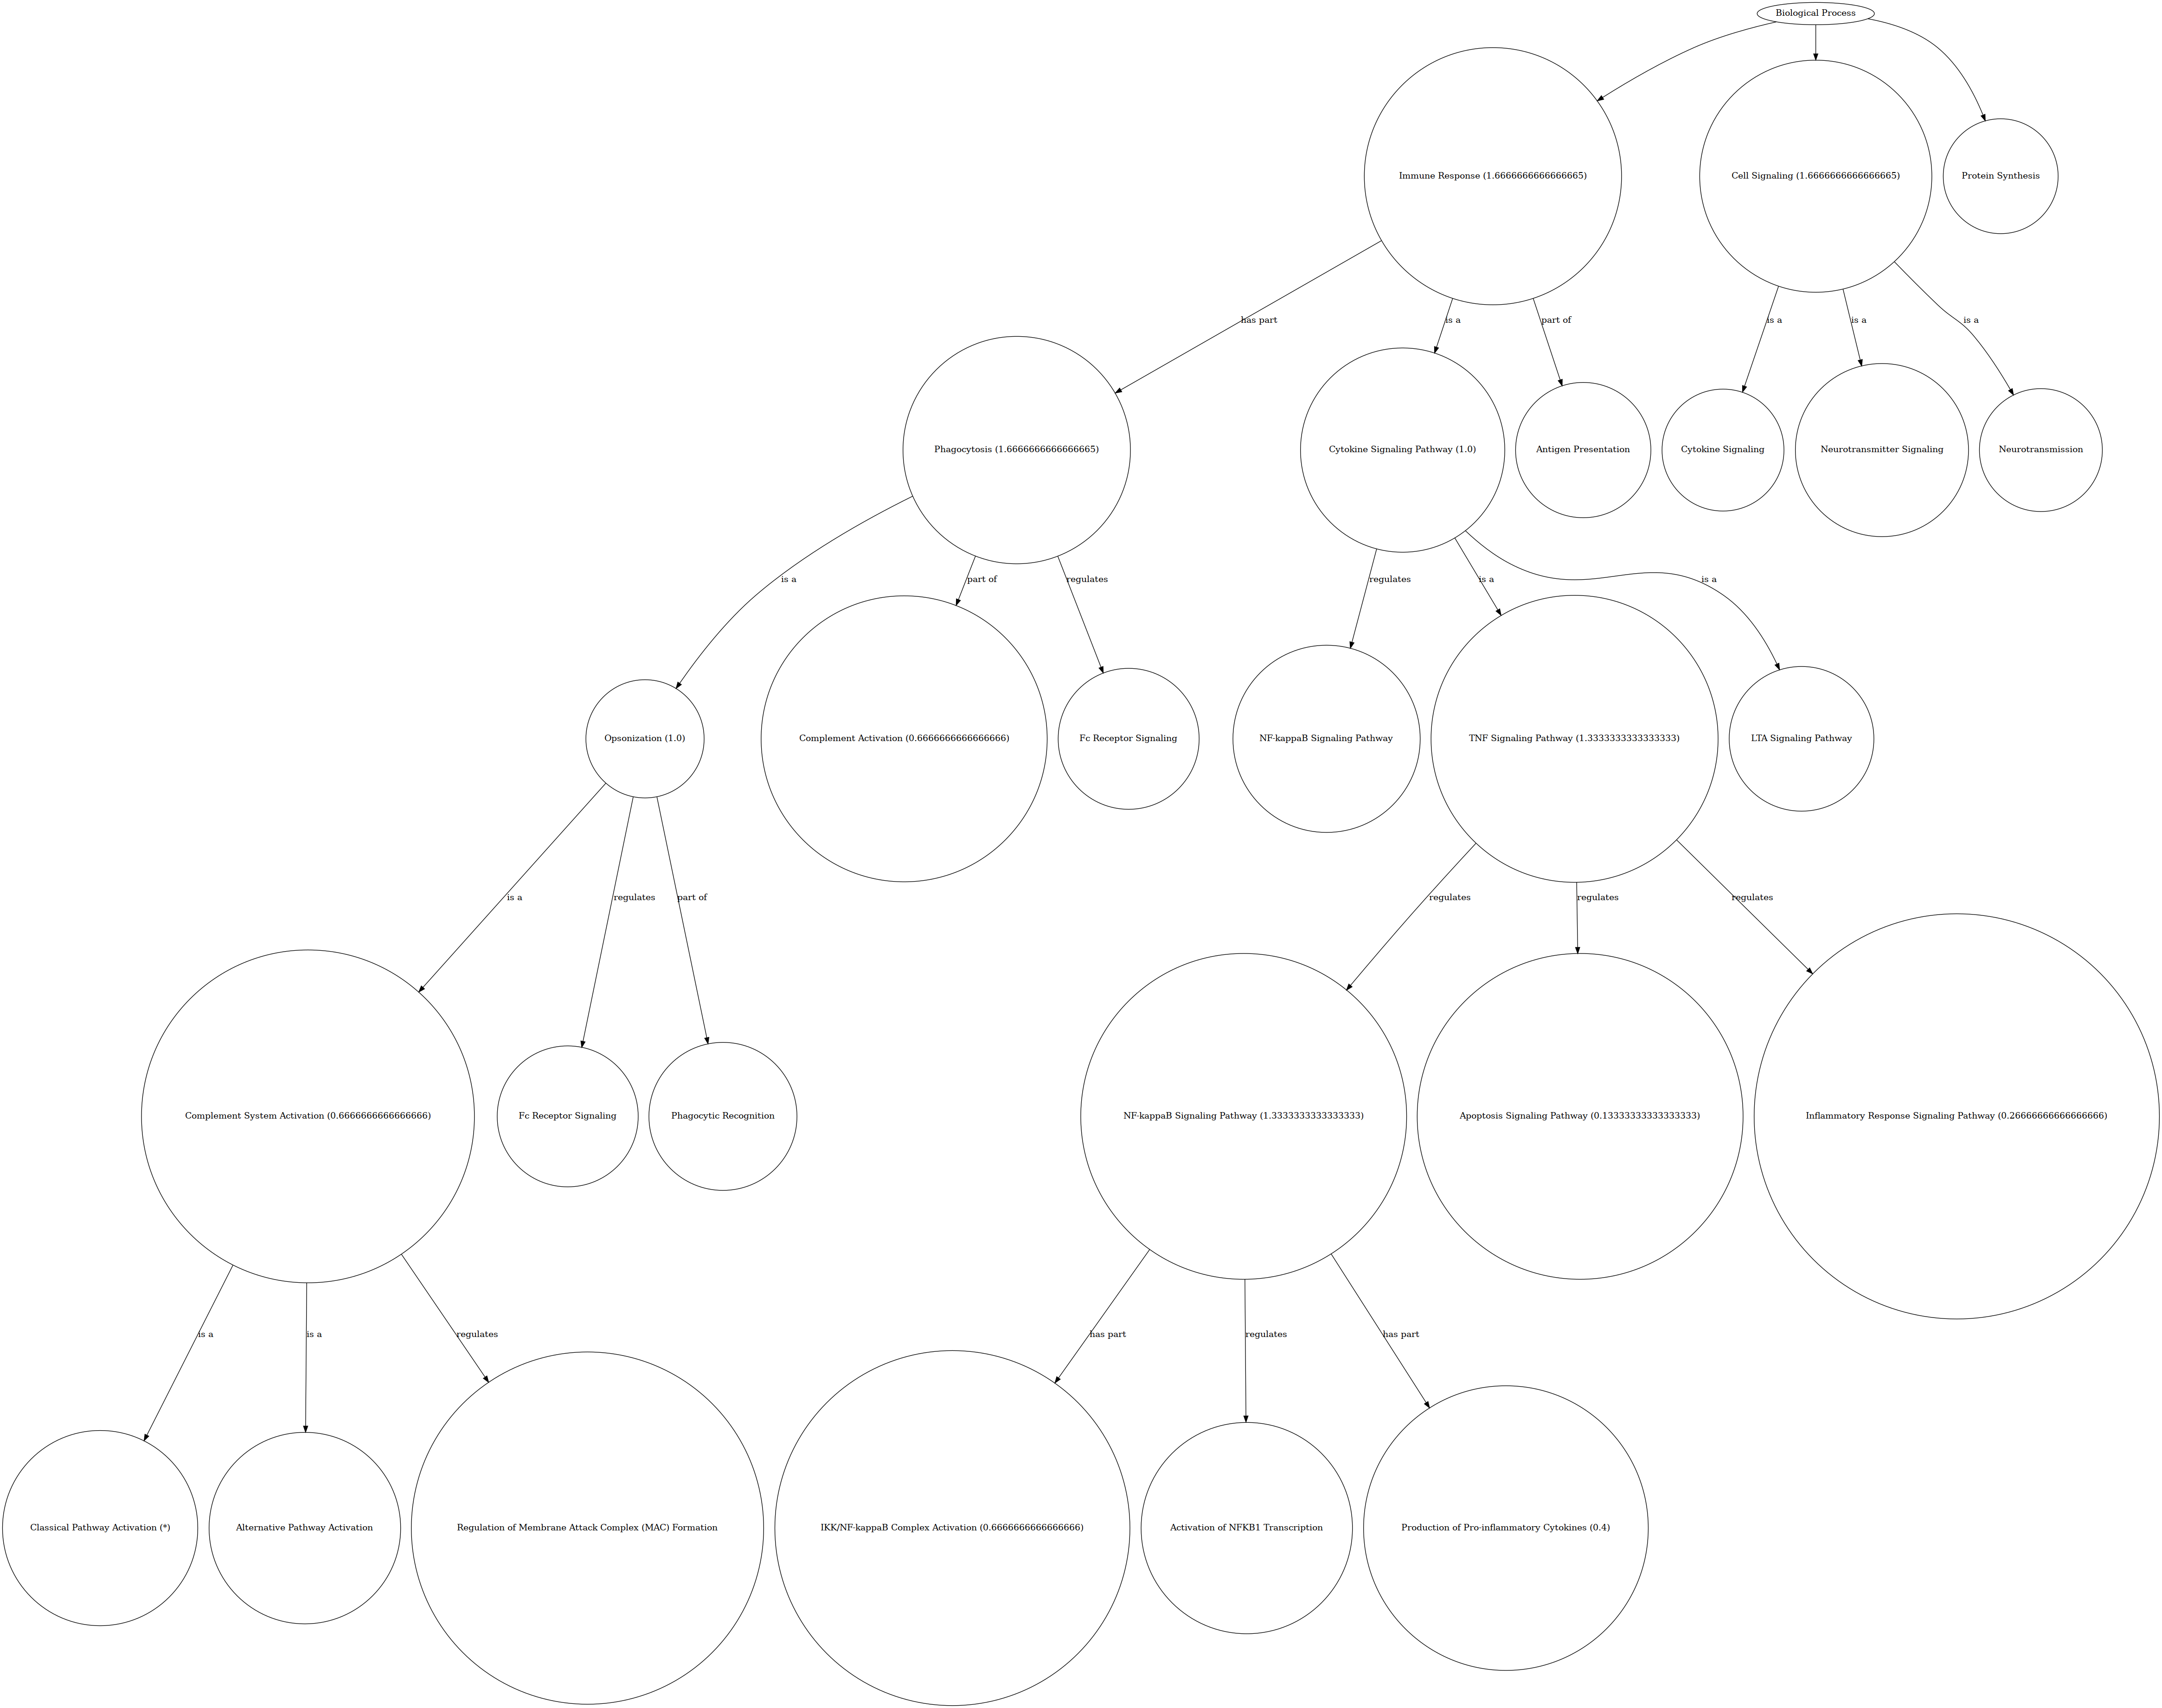 Biological Process
Immune Response (1.6666666666666665)
Cell Signaling (1.6666666666666665)
Protein Synthesis
has part
is a
part of
is a
is a
is a
Phagocytosis (1.6666666666666665)
Cytokine Signaling Pathway (1.0)
Antigen Presentation
Cytokine Signaling
Neurotransmitter Signaling
Neurotransmission
is a
part of
regulates
regulates
is a
is a
Opsonization (1.0)
Complement Activation (0.6666666666666666)
Fc Receptor Signaling
NF-kappaB Signaling Pathway
TNF Signaling Pathway (1.3333333333333333)
LTA Signaling Pathway
is a
regulates
part of
regulates
regulates
regulates
Complement System Activation (0.6666666666666666)
Fc Receptor Signaling
Phagocytic Recognition
NF-kappaB Signaling Pathway (1.3333333333333333)
Apoptosis Signaling Pathway (0.13333333333333333)
Inflammatory Response Signaling Pathway (0.26666666666666666)
is a
is a
regulates
has part
regulates
has part
Classical Pathway Activation (*)
Alternative Pathway Activation
Regulation of Membrane Attack Complex (MAC) Formation
IKK/NF-kappaB Complex Activation (0.6666666666666666)
Activation of NFKB1 Transcription
Production of Pro-inflammatory Cytokines (0.4)